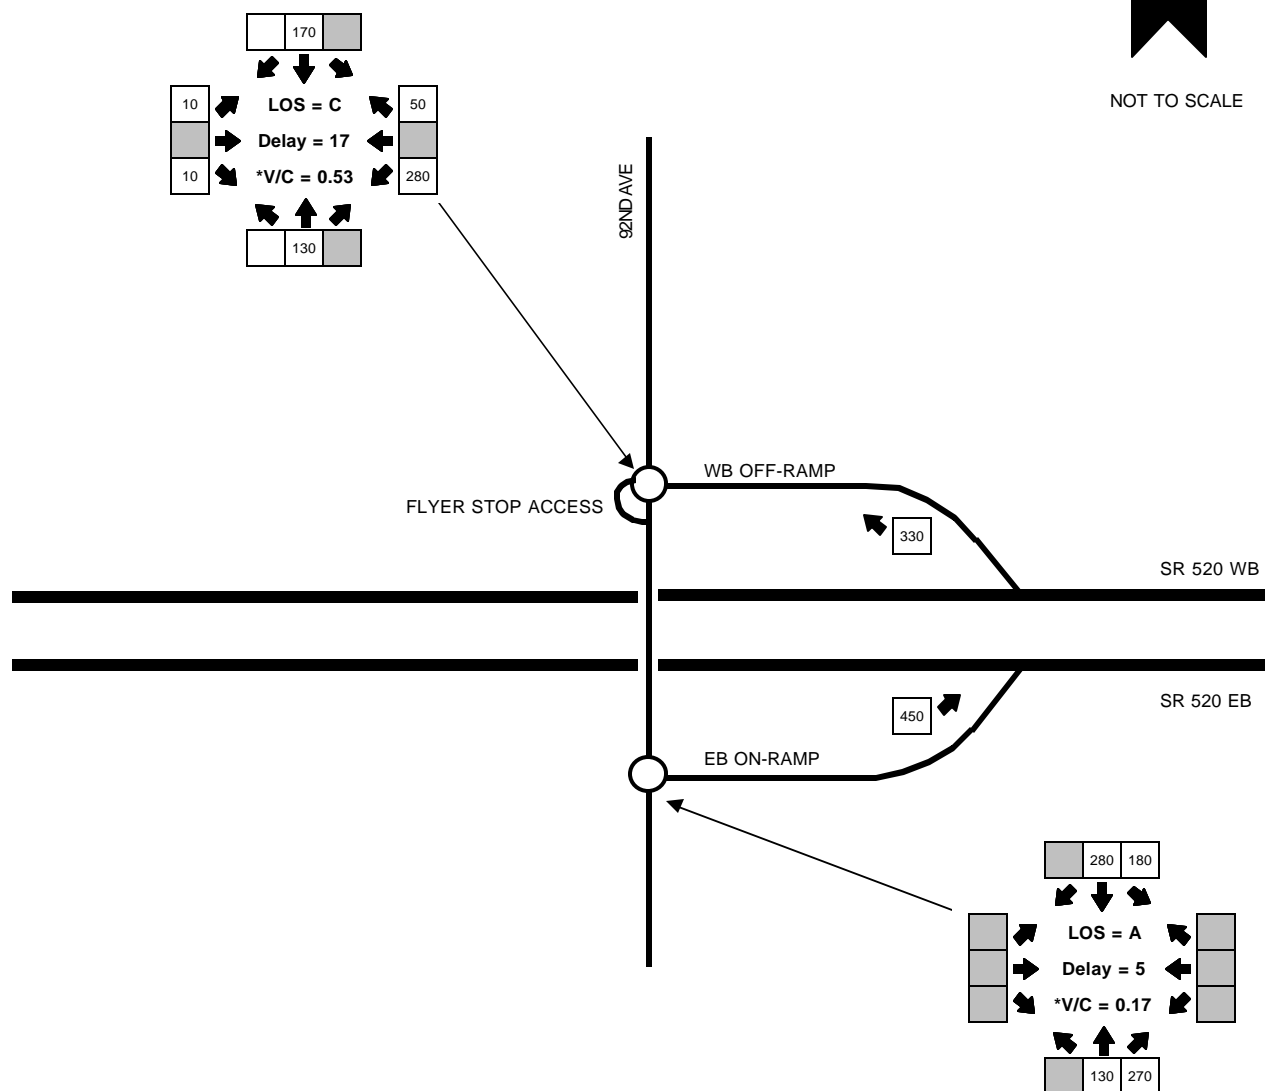 170
10
LOS = C
50
NOT TO SCALE
Delay = 17
10
*V/C = 0.53
280
130
92ND AVE
WB OFF-RAMP
FLYER STOP ACCESS
330
SR 520 WB
450
SR 520 EB
EB ON-RAMP
280 180
LOS = A
Delay = 5
*V/C = 0.17
130 270